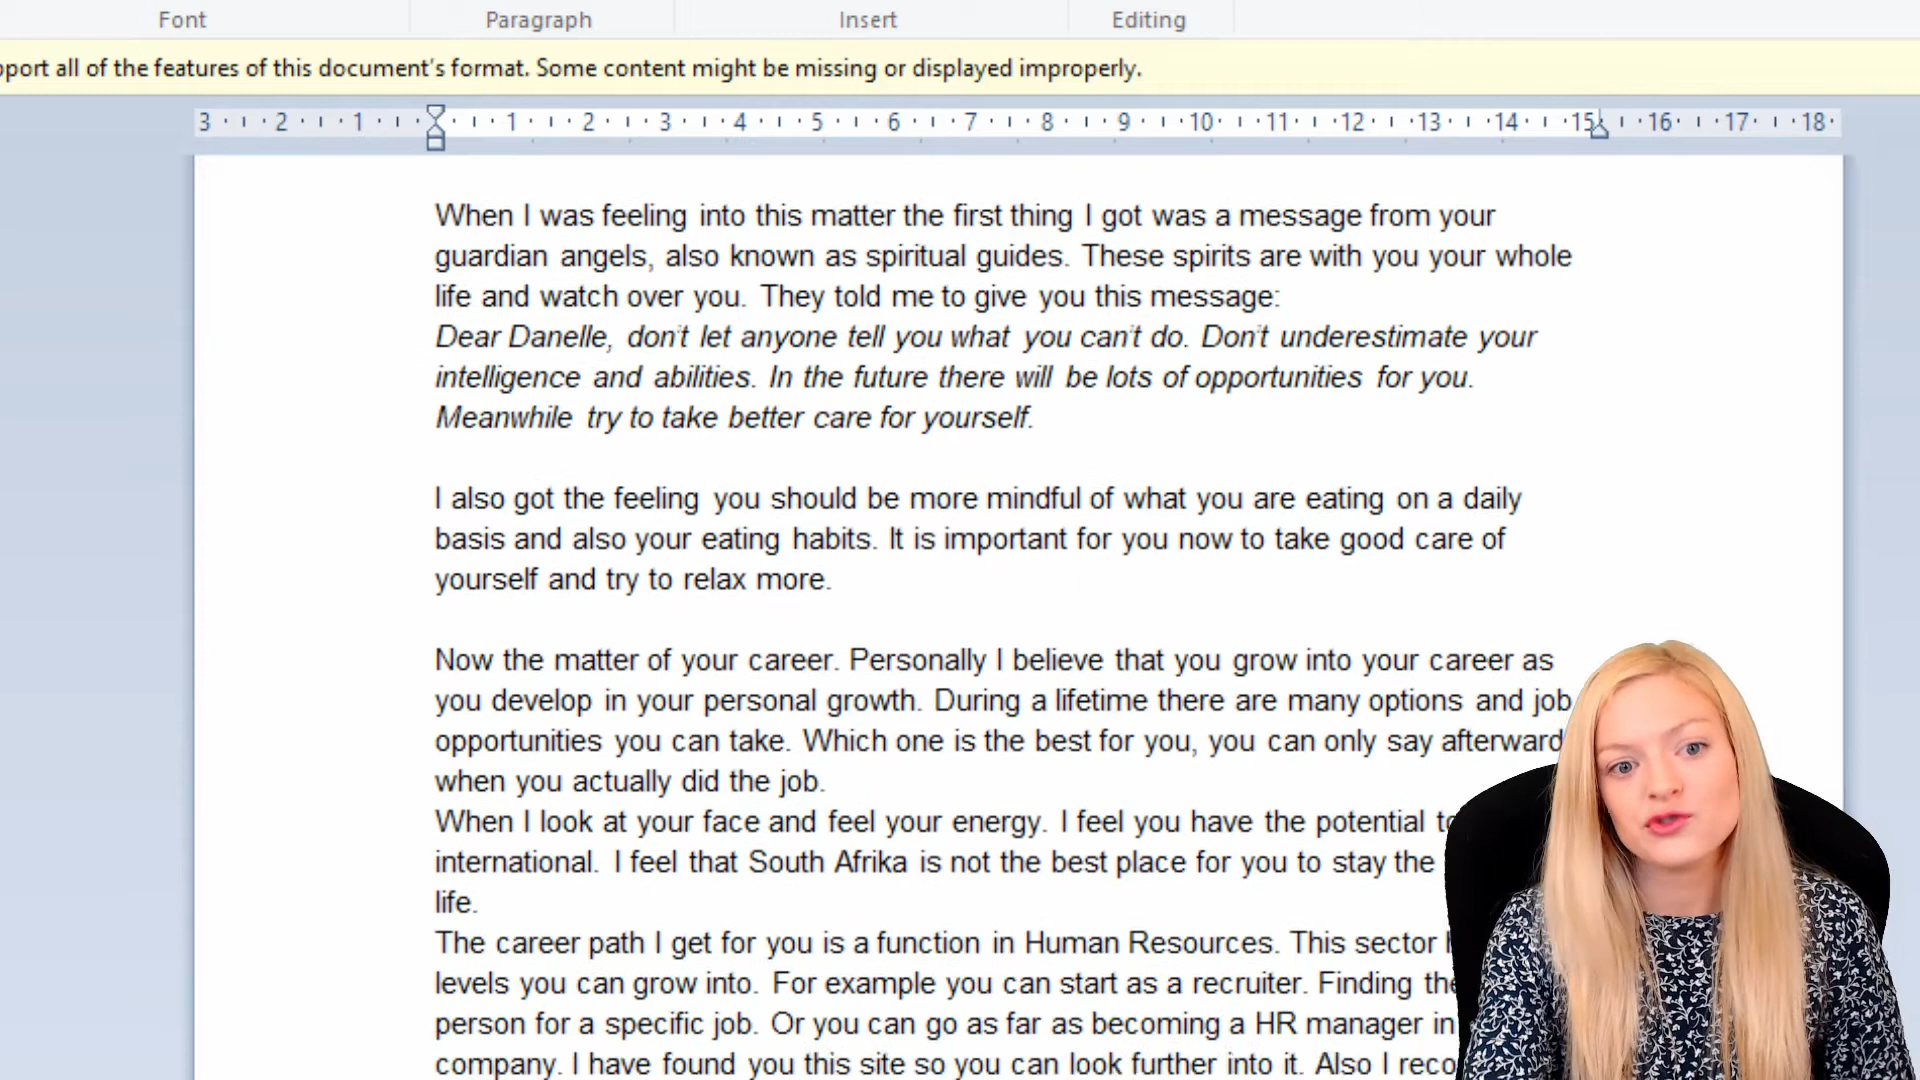 Font Paragraph Insert Editing
pport all of the features of this document's format. Some content might be missing or displayed improperly.
3 2 1 1 2 3 4 5 6 7 8 9 10 11 12 13 14 15 16 17 18
When I was feeling into this matter the first thing I got was a message from your
guardian angels, also known as spiritual guides. These spirits are with you your whole
life and watch over you. They told me to give you this message:
Dear Danelle, don't let anyone tell you what you can't do. Don't underestimate your
intelligence and abilities. In the future there will be lots of opportunities for you.
Meanwhile try to take better care for yourself.
I also got the feeling you should be more mindful of what you are eating on a daily
basis and also your eating habits. It is important for you now to take good care of
yourself and try to relax more.
Now the matter of your career. Personally I believe that you grow into your career as
you develop in your personal growth. During a lifetime there are many options and job
opportunities you can take. Which one is the best for you, you can only say afterward
when you actually did the job.
When I look at your face and feel your energy. I feel you have the potential
international. I feel that South Afrika is not the best place for you to stay the
life.
The career path I get for you is a function in Human Resources. This sector
levels you can grow into. For example you can start as a recruiter. Finding
person for a specific job. Or you can go as far as becoming a HR manager in
company. I have found you this site so you can look further into it. Also I